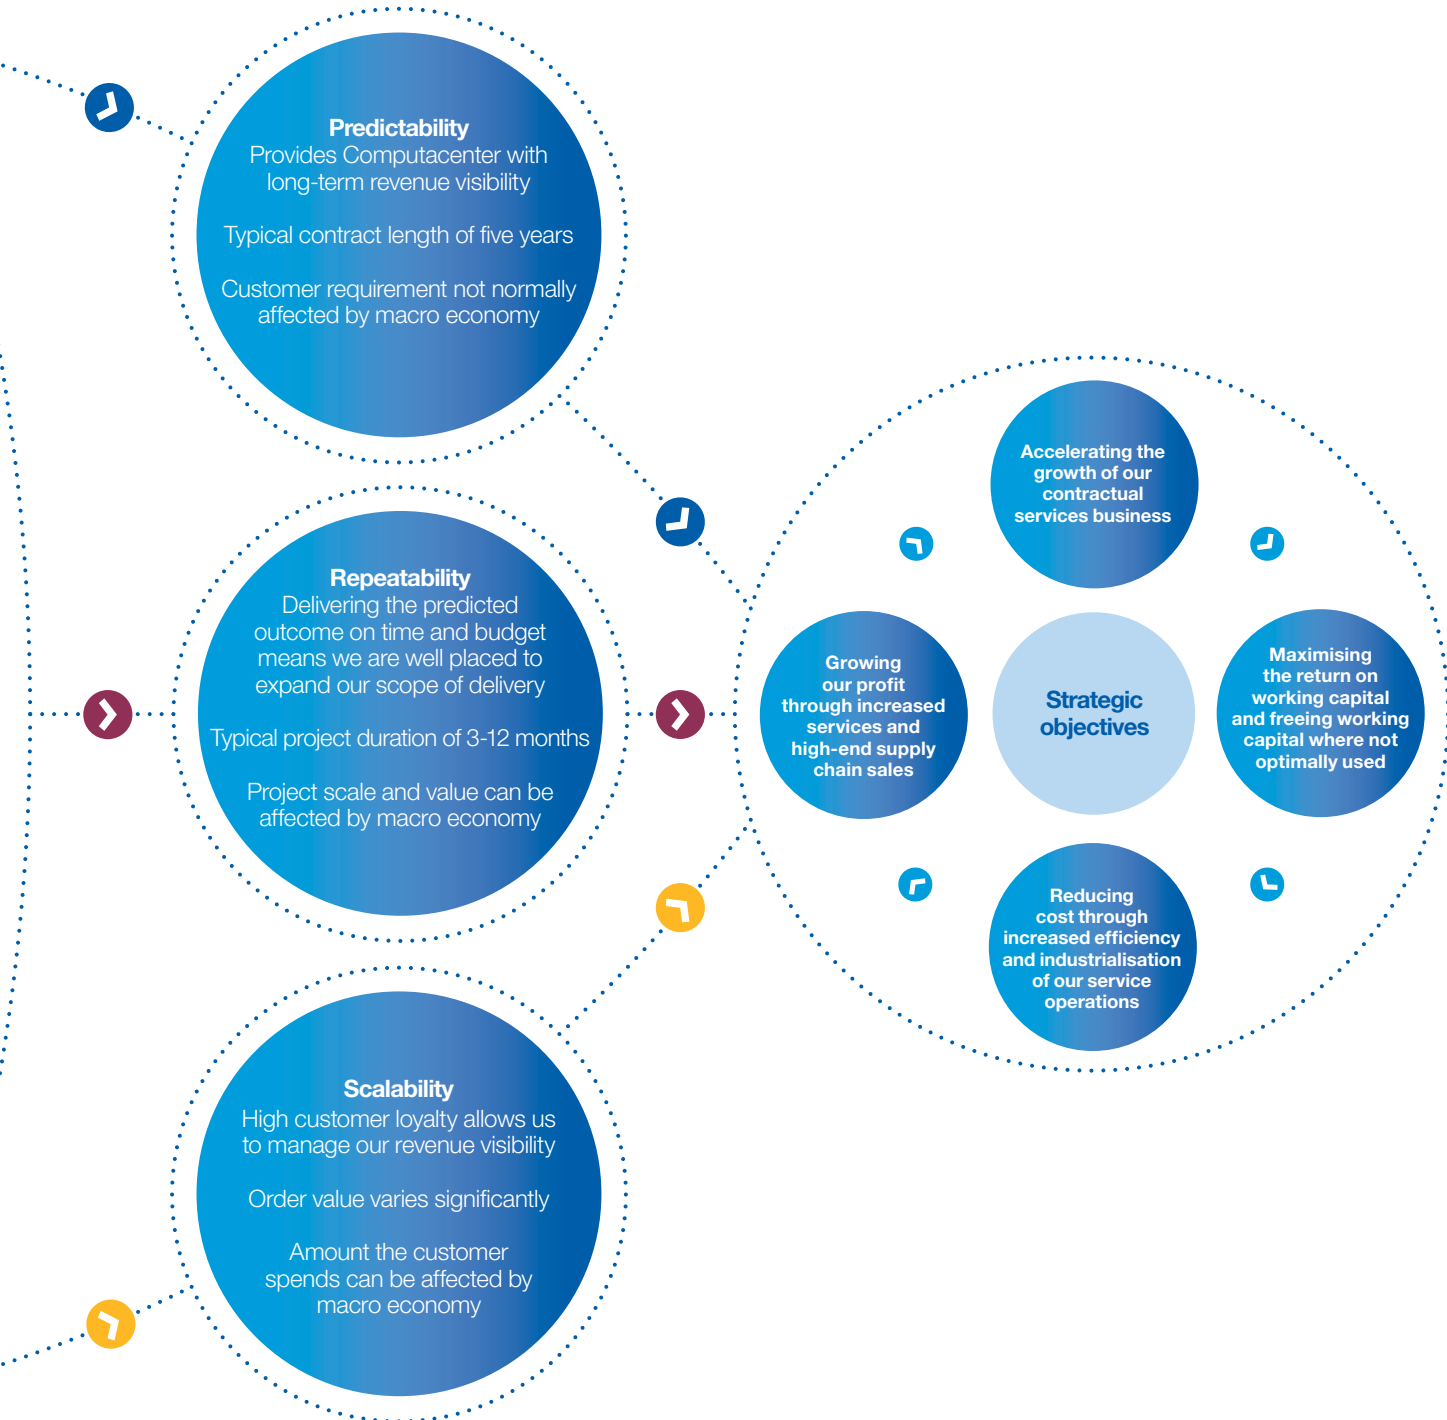 Predictability
Provides Computacenter with
long-term revenue visibility
Typical contract length of five years
Customer requirement not normally
affected by macro economy
Repeatability
Delivering the predicted
outcome on time and budget
means we are well placed to
expand our scope of delivery
Typical project duration of 3-12 months
Project scale and value can be
affected by macro economy
Scalability
High customer loyalty allows us
to manage our revenue visibility
Order value varies significantly
Amount the customer
spends can be affected by
macro economy
Accelerating the
growth of our
contractual
services business
Growing
our profit
through increased
services and
high-end supply
chain sales
Strategic
objectives
Maximising
the return on
working capital
and freeing working
capital where not
optimally used
Reducing
cost through
increased efficiency
and industrialisation
of our service
operations